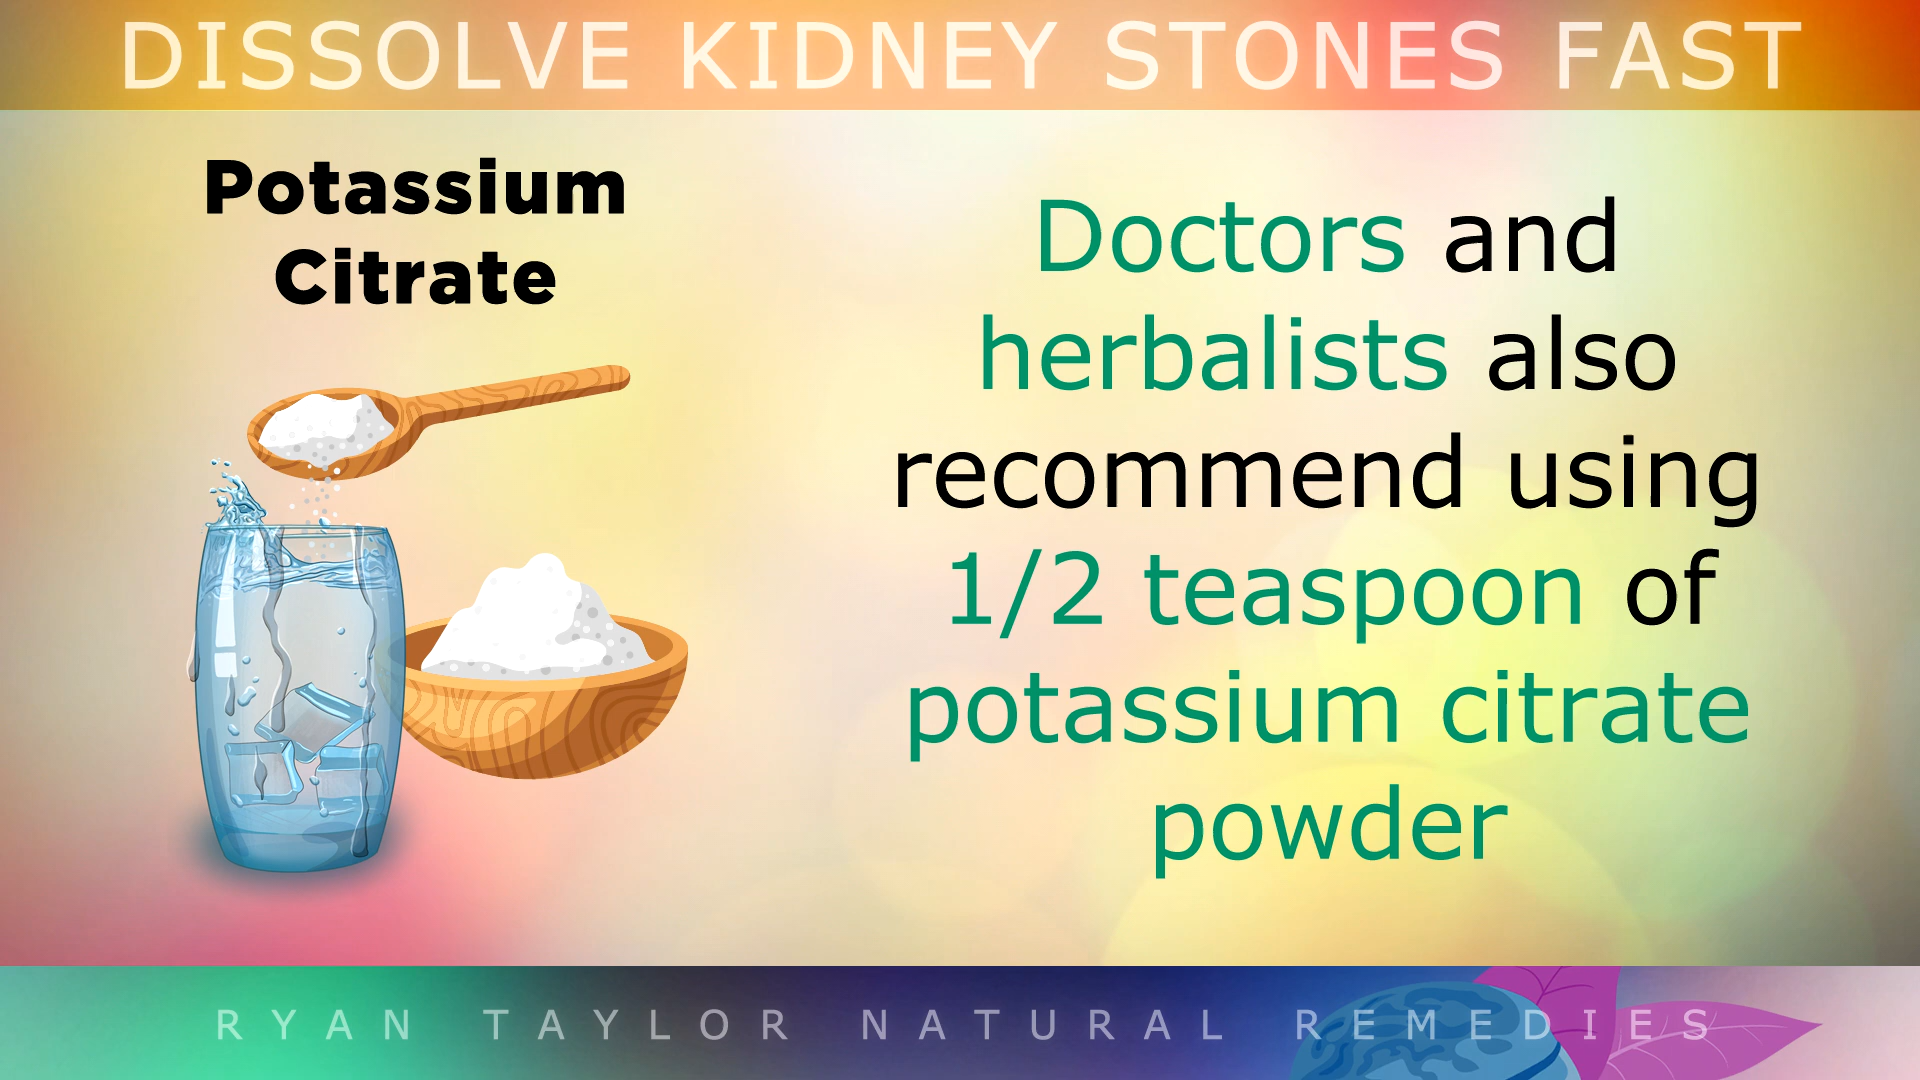 DISSOLVE KIDNEY STONES FAST
Potassium
Citrate
Doctors and
herbalists also
recommend using
1/2 teaspoon of
potassium citrate
powder
RYAN TAYLOR NATURAL REMEDIES